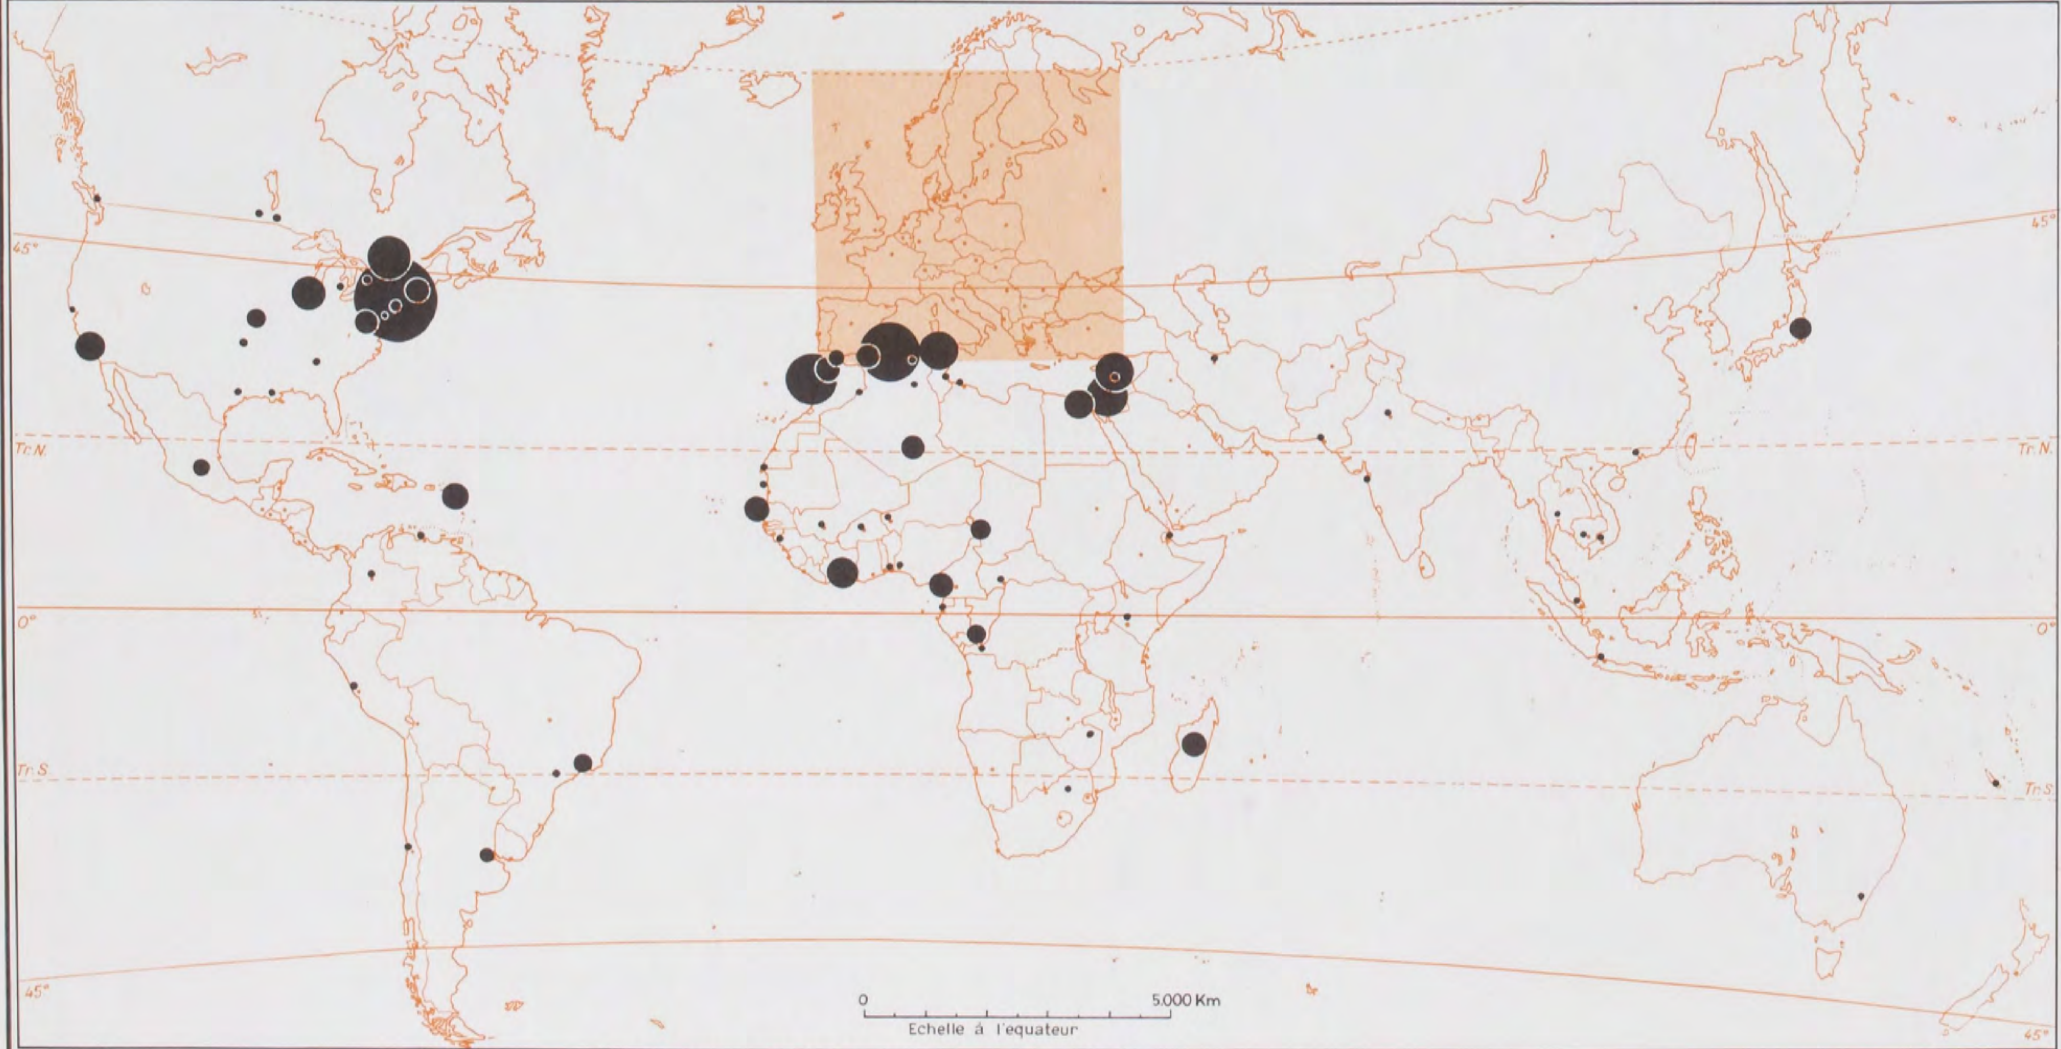 45°
45°
Tr.N.
Tr.N.
0°
0°
Tr.S.
Tr.S.
45°
45°
0 5.000 Km
Echelle á l'equateur